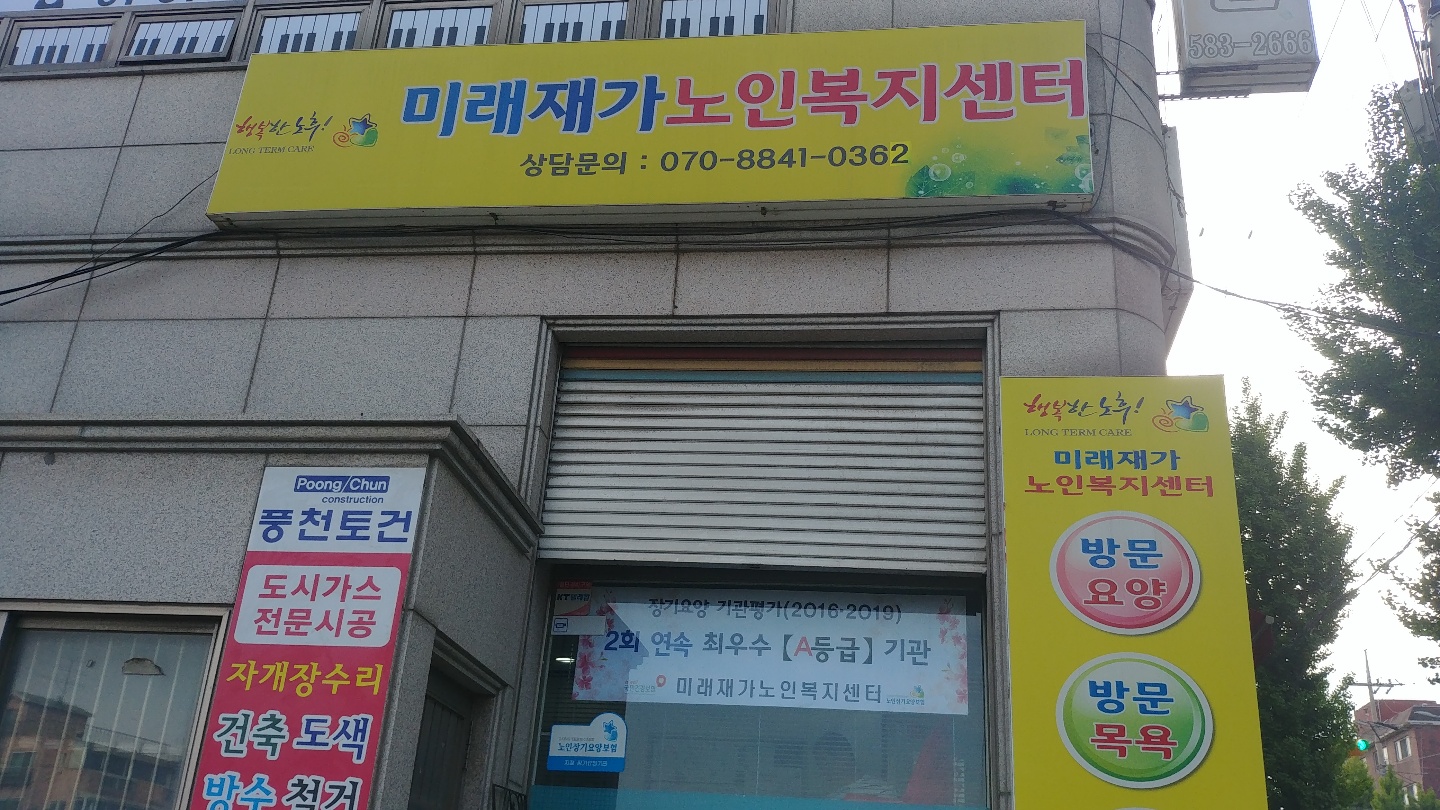 583-2666
행복한 노후!
LONG TERM CARE
미래재가노인복지센터
상담문의 : 070-8841-0362
행복한 노후!
LONG TERM CARE
미래재가
노인복지센터
방문
요양
방문
목욕
Poong/Chun
construction
풍천토건
도시가스
전문시공
자개장수리
건축 도색
방수 철거
KT텔레캅
장기요양 기관평가(2016-2019)
2회 연속 최우수 【A등급】 기관
미래재가노인복지센터
노인장기요양보험